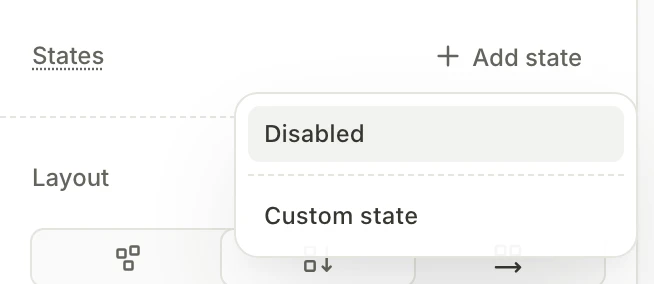 States
Add state
Disabled
Layout
Custom state